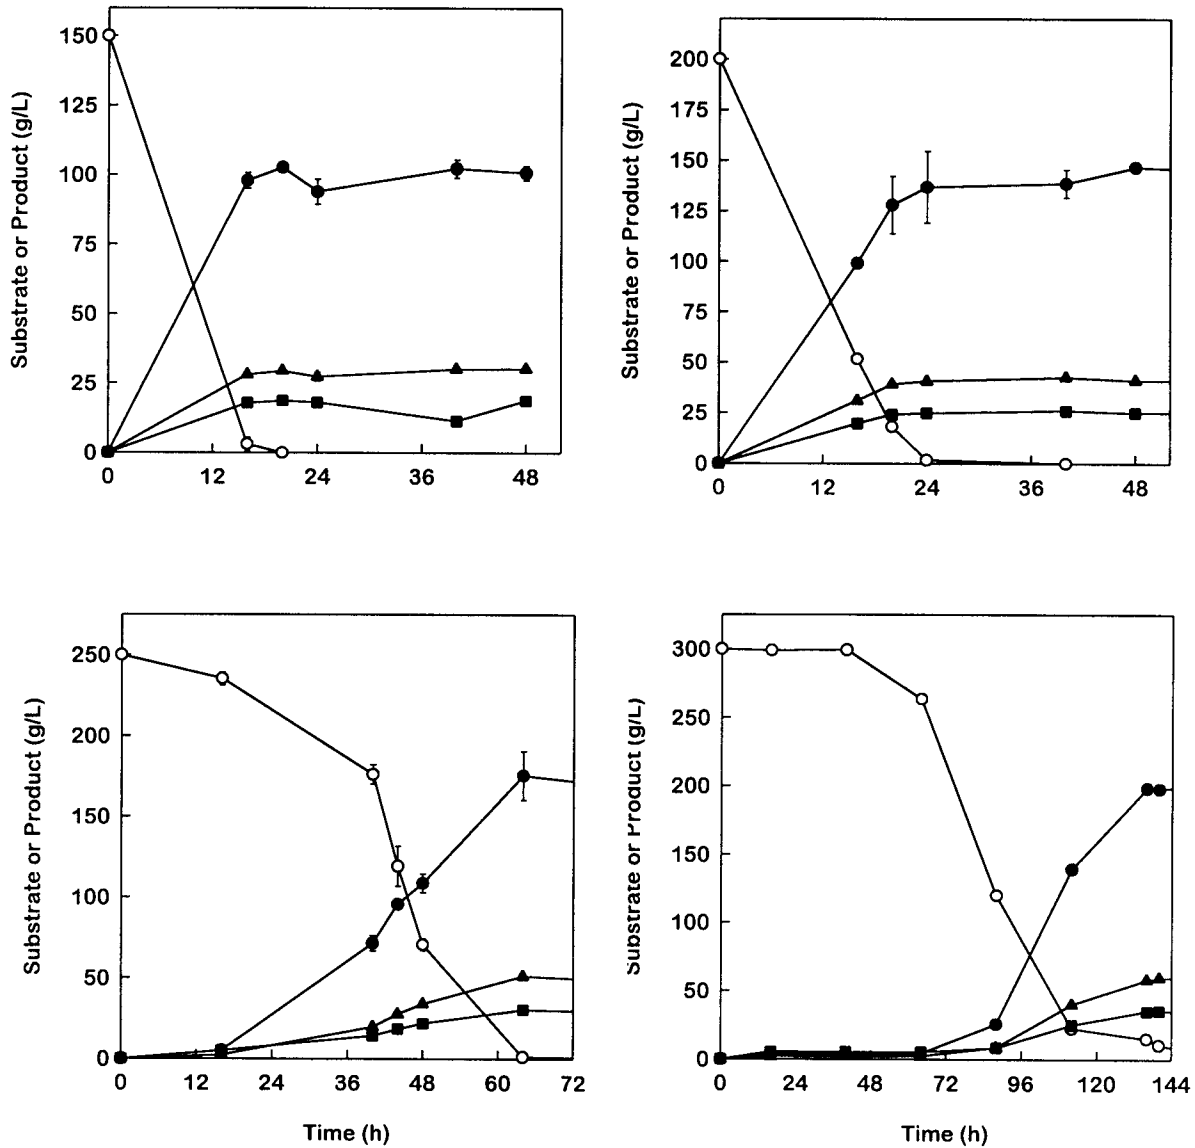 Substrate or Product (g/L)
150
125
100
75
50
25
0
0 12 24 36 48
Substrate or Product (g/L)
200
175
150
125
100
75
50
25
0
0 12 24 36 48
Substrate or Product (g/L)
250
200
150
100
50
0
0 12 24 36 48 60 72
Time (h)
Substrate or Product (g/L)
300
250
200
150
100
50
0
0 24 48 72 96 120 144
Time (h)